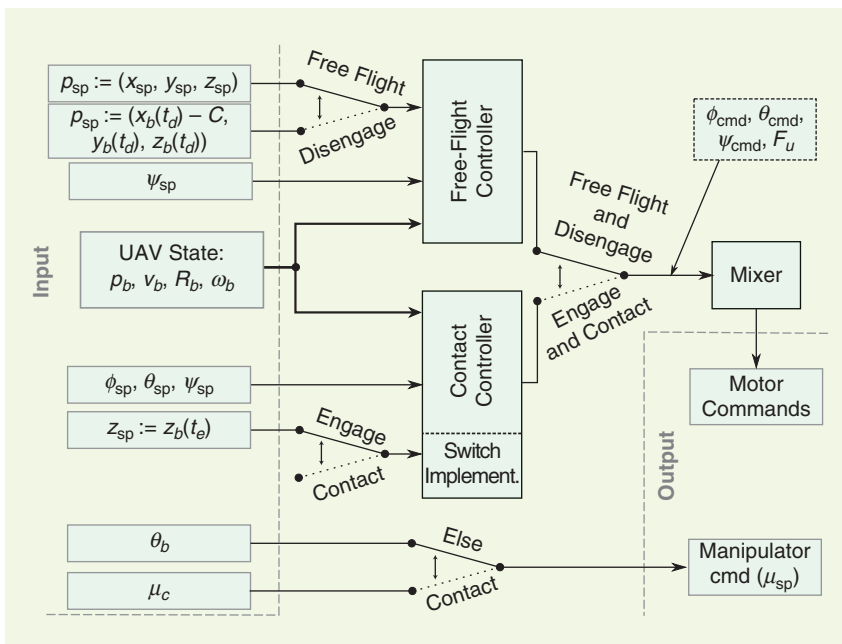 p_sp := (x_sp, y_sp, z_sp)
p_sp := (x_b(t_d) – C,
y_b(t_d), z_b(t_d))
ψ_sp
UAV State:
p_b, v_b, R_b, ω_b
ϕ_sp, θ_sp, ψ_sp
z_sp := z_b(t_e)
θ_b
μ_c
Input
Free Flight
Disengage
Free-Flight
Controller
Contact
Controller
Switch
Implement.
Engage
Contact
Else
Contact
Free Flight
and
Disengage
Engage
and Contact
ϕ_cmd, θ_cmd,
ψ_cmd, F_u
Mixer
Output
Motor
Commands
Manipulator
cmd (μ_sp)